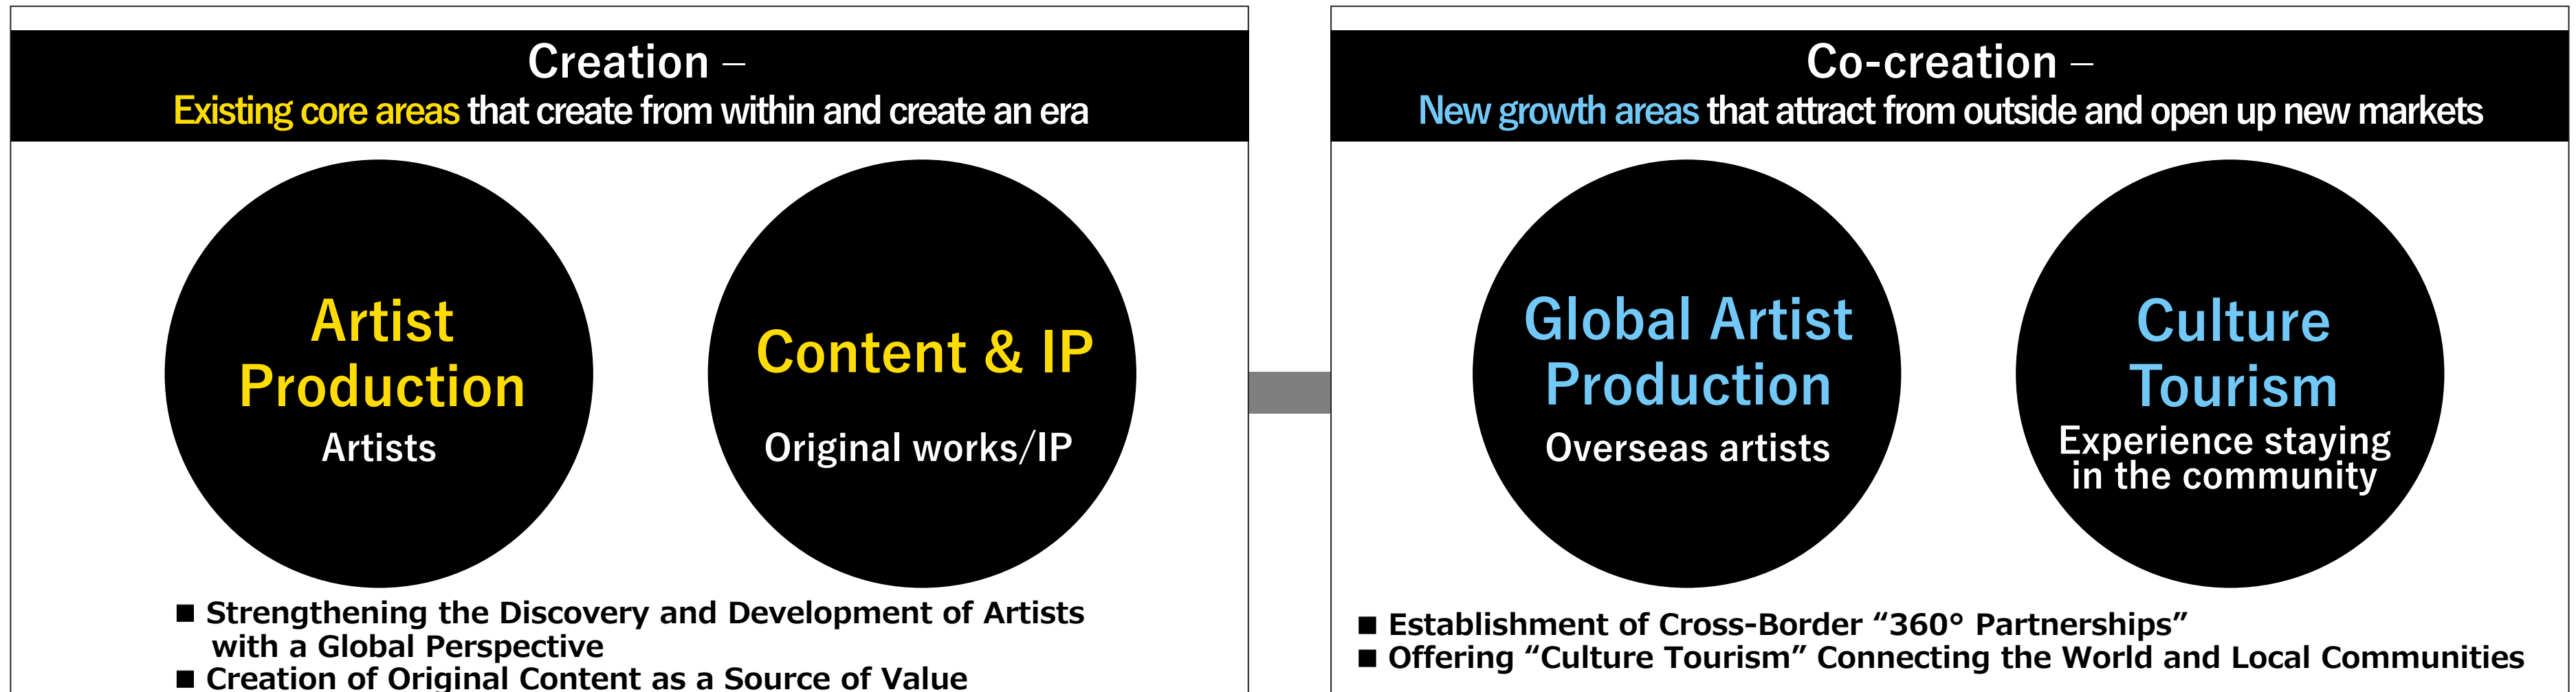 Creation –
Existing core areas that create from within and create an era
Artist
Production
Artists
Content & IP
Original works/IP
■ Strengthening the Discovery and Development of Artists
with a Global Perspective
■ Creation of Original Content as a Source of Value
Co-creation –
New growth areas that attract from outside and open up new markets
Global Artist
Production
Overseas artists
Culture
Tourism
Experience staying
in the community
■ Establishment of Cross-Border “360° Partnerships”
■ Offering “Culture Tourism” Connecting the World and Local Communities